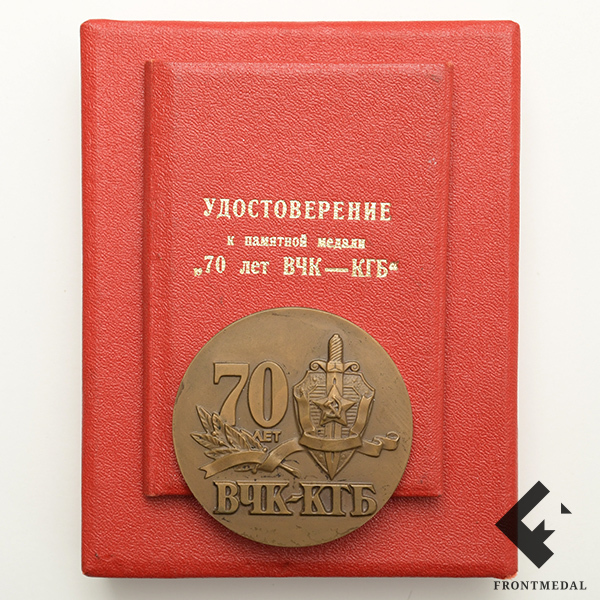 УДОСТОВЕРЕНИЕ
к памятной медали
„70 лет ВЧК—КГБ“
70
ЛЕТ
ВЧК-КГБ
FRONTMEDAL